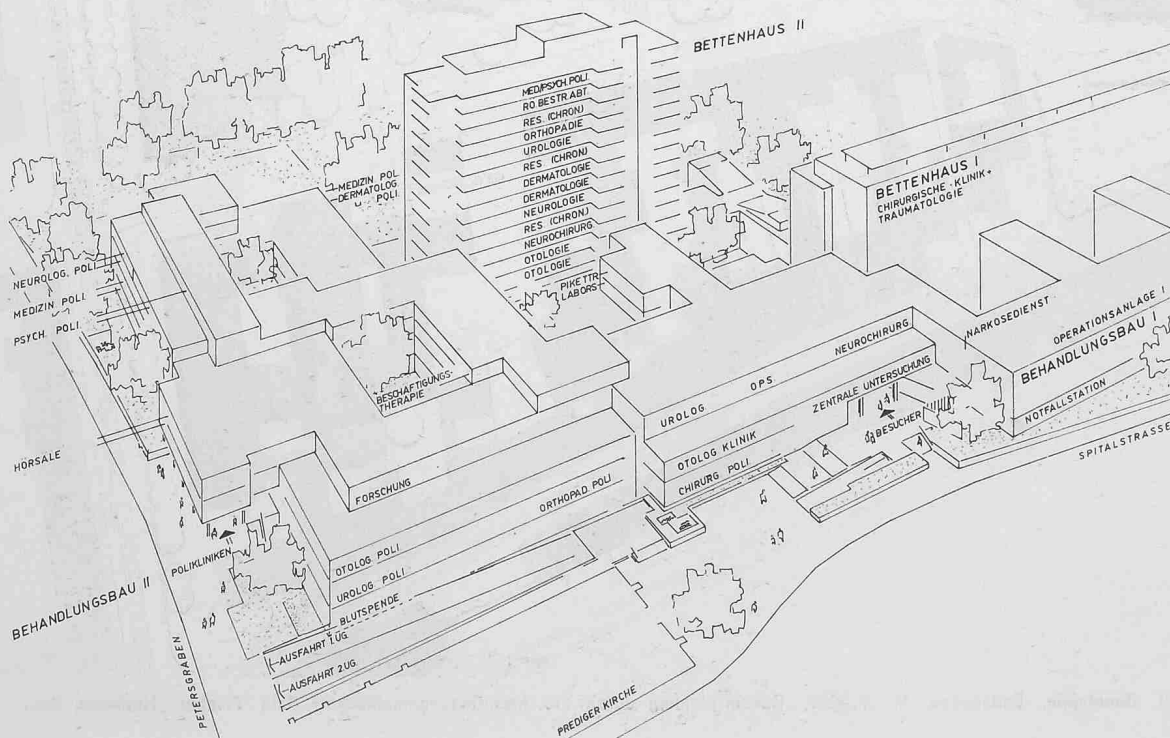 BETTENHAUS II
MED/PSYCH. POLI.
RÖ. BESTR. ABT
RES. (CHRON)
ORTHOPÄDIE
UROLOGIE
RES (CHRON)
DERMATOLOGIE
DERMATOLOGIE
NEUROLOGIE
RES (CHRON)
NEUROCHIRURG
OTOLOGIE
OTOLOGIE
PIKETTR.
LABORS
MEDIZIN POL
DERMATOLOG
POLI
BETTENHAUS I
CHIRURGISCHE-KLINIK+
TRAUMATOLOGIE
NEUROLOG. POLI
MEDIZIN POLI
PSYCH. POLI
HÖRSÄLE
BESCHÄFTIGUNGS-
THERAPIE
NARKOSEDIENST
OPERATIONSANLAGE I
BEHANDLUNGSBAU I
NOTFALLSTATION
SPITALSTRASSE
NEUROCHIRURG
OPS.
UROLOG
ZENTRALE UNTERSUCHUNG
BESUCHER
OTOLOG KLINIK
CHIRURG POLI
FORSCHUNG
ORTHOPÄD POLI
OTOLOG POLI
UROLOG POLI
BLUTSPENDE
AUSFAHRT 1.UG.
AUSFAHRT 2.UG.
POLIKLINIKEN
BEHANDLUNGSBAU II
PETERSGRABEN
PREDIGER KIRCHE